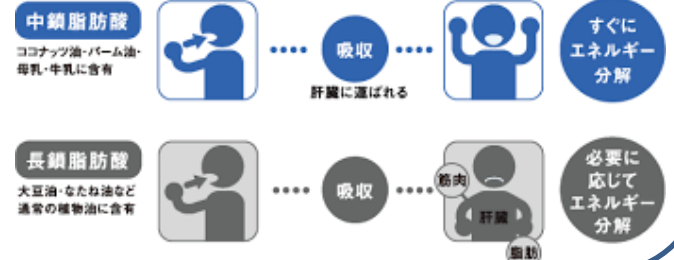 中鎖脂肪酸
ココナッツ油・パーム油・
母乳・牛乳に含有
吸収
肝臓に運ばれる
すぐに
エネルギー
分解
長鎖脂肪酸
大豆油・なたね油など
通常の植物油に含有
吸収
筋肉
肝臓
脂肪
必要に
応じて
エネルギー
分解